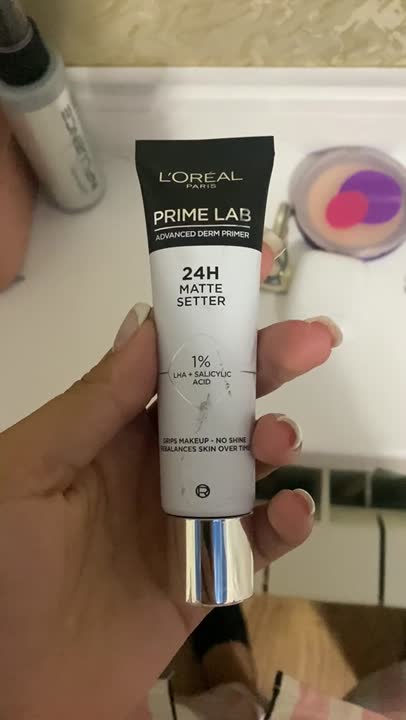 L'ORÉAL
PARIS
PRIME LAB
ADVANCED DERM PRIMER
24H
MATTE
SETTER
1%
LHA + SALICYLIC
ACID
GRIPS MAKEUP - NO SHINE
REBALANCES SKIN OVER TIME